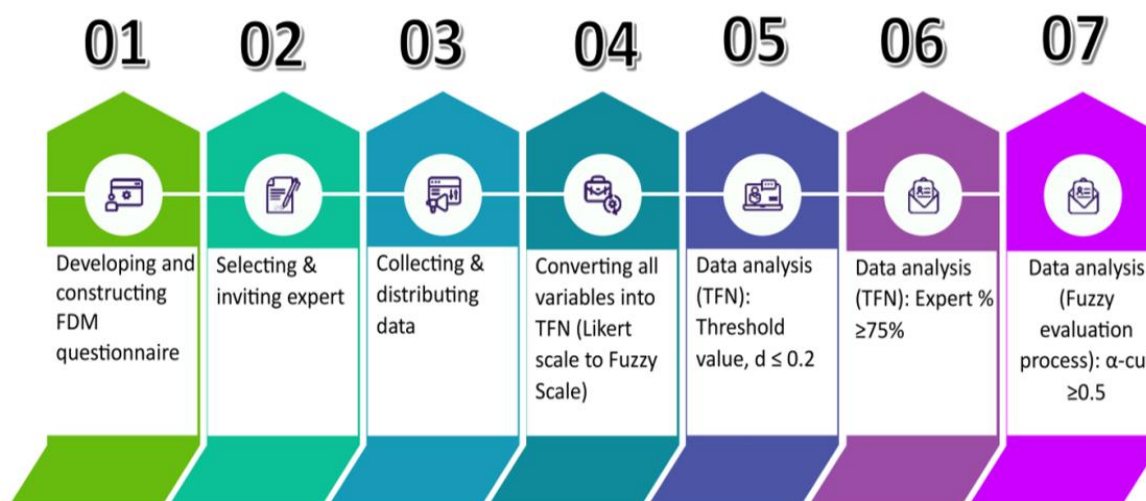 01
02
03
04
05
06
07
Developing and
constructing
FDM
questionnaire
Selecting &
inviting expert
Collecting &
distributing
data
Converting all
variables into
TFN (Likert
scale to Fuzzy
Scale)
Data analysis
(TFN):
Threshold
value, d ≤ 0.2
Data analysis
(TFN): Expert %
≥75%
Data analysis
(Fuzzy
evaluation
process): α-cu
≥0.5